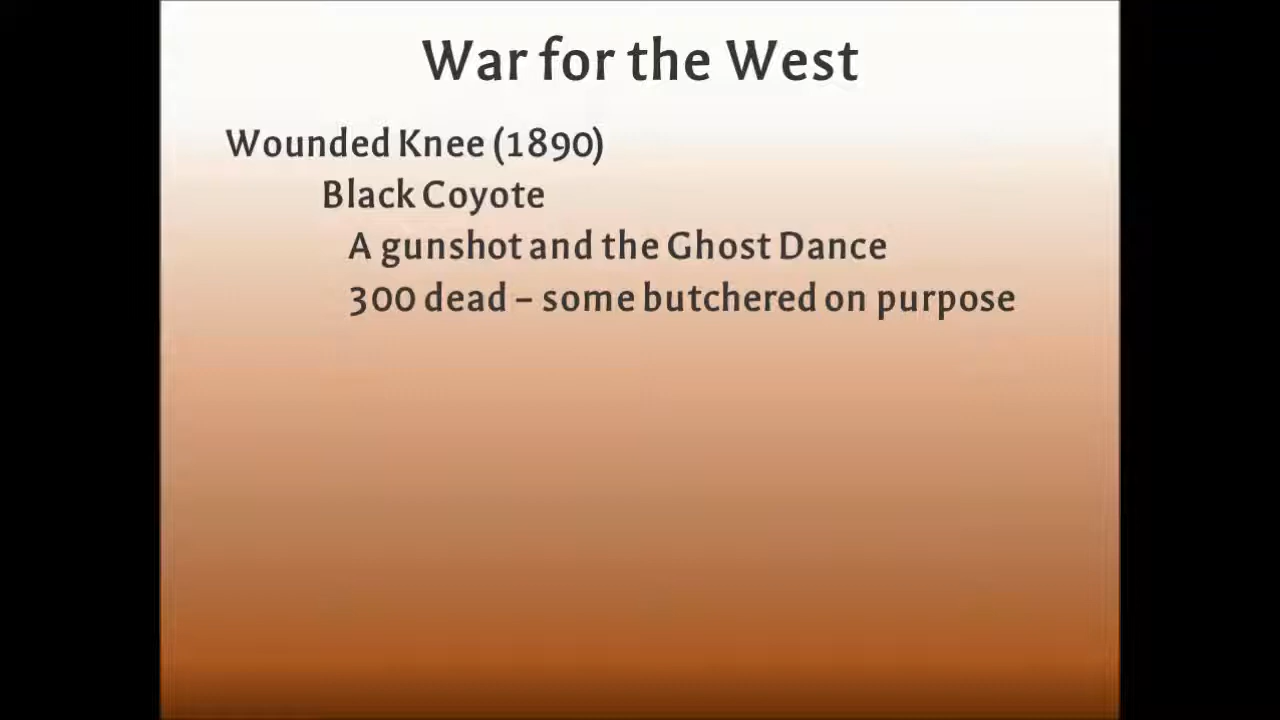 War for the West
Wounded Knee (1890)
Black Coyote
A gunshot and the Ghost Dance
300 dead – some butchered on purpose